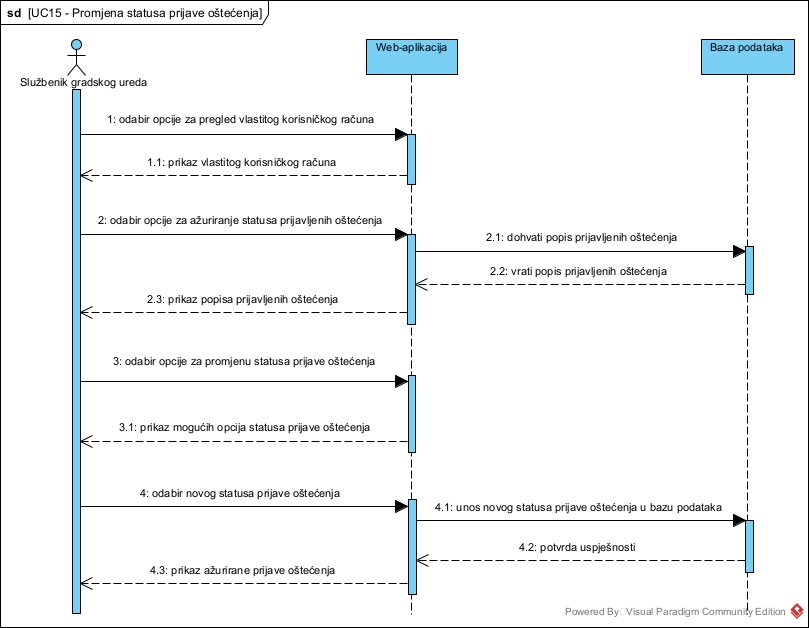 sd [UC15 - Promjena statusa prijave oštećenja]
Službenik gradskog ureda
Web-aplikacija
Baza podataka
1: odabir opcije za pregled vlastitog korisničkog računa
1.1: prikaz vlastitog korisničkog računa
2: odabir opcije za ažuriranje statusa prijavljenih oštećenja
2.1: dohvati popis prijavljenih oštećenja
2.2: vrati popis prijavljenih oštećenja
2.3: prikaz popisa prijavljenih oštećenja
3: odabir opcije za promjenu statusa prijave oštećenja
3.1: prikaz mogućih opcija statusa prijave oštećenja
4: odabir novog statusa prijave oštećenja
4.1: unos novog statusa prijave oštećenja u bazu podataka
4.2: potvrda uspješnosti
4.3: prikaz ažurirane prijave oštećenja
Powered By Visual Paradigm Community Edition